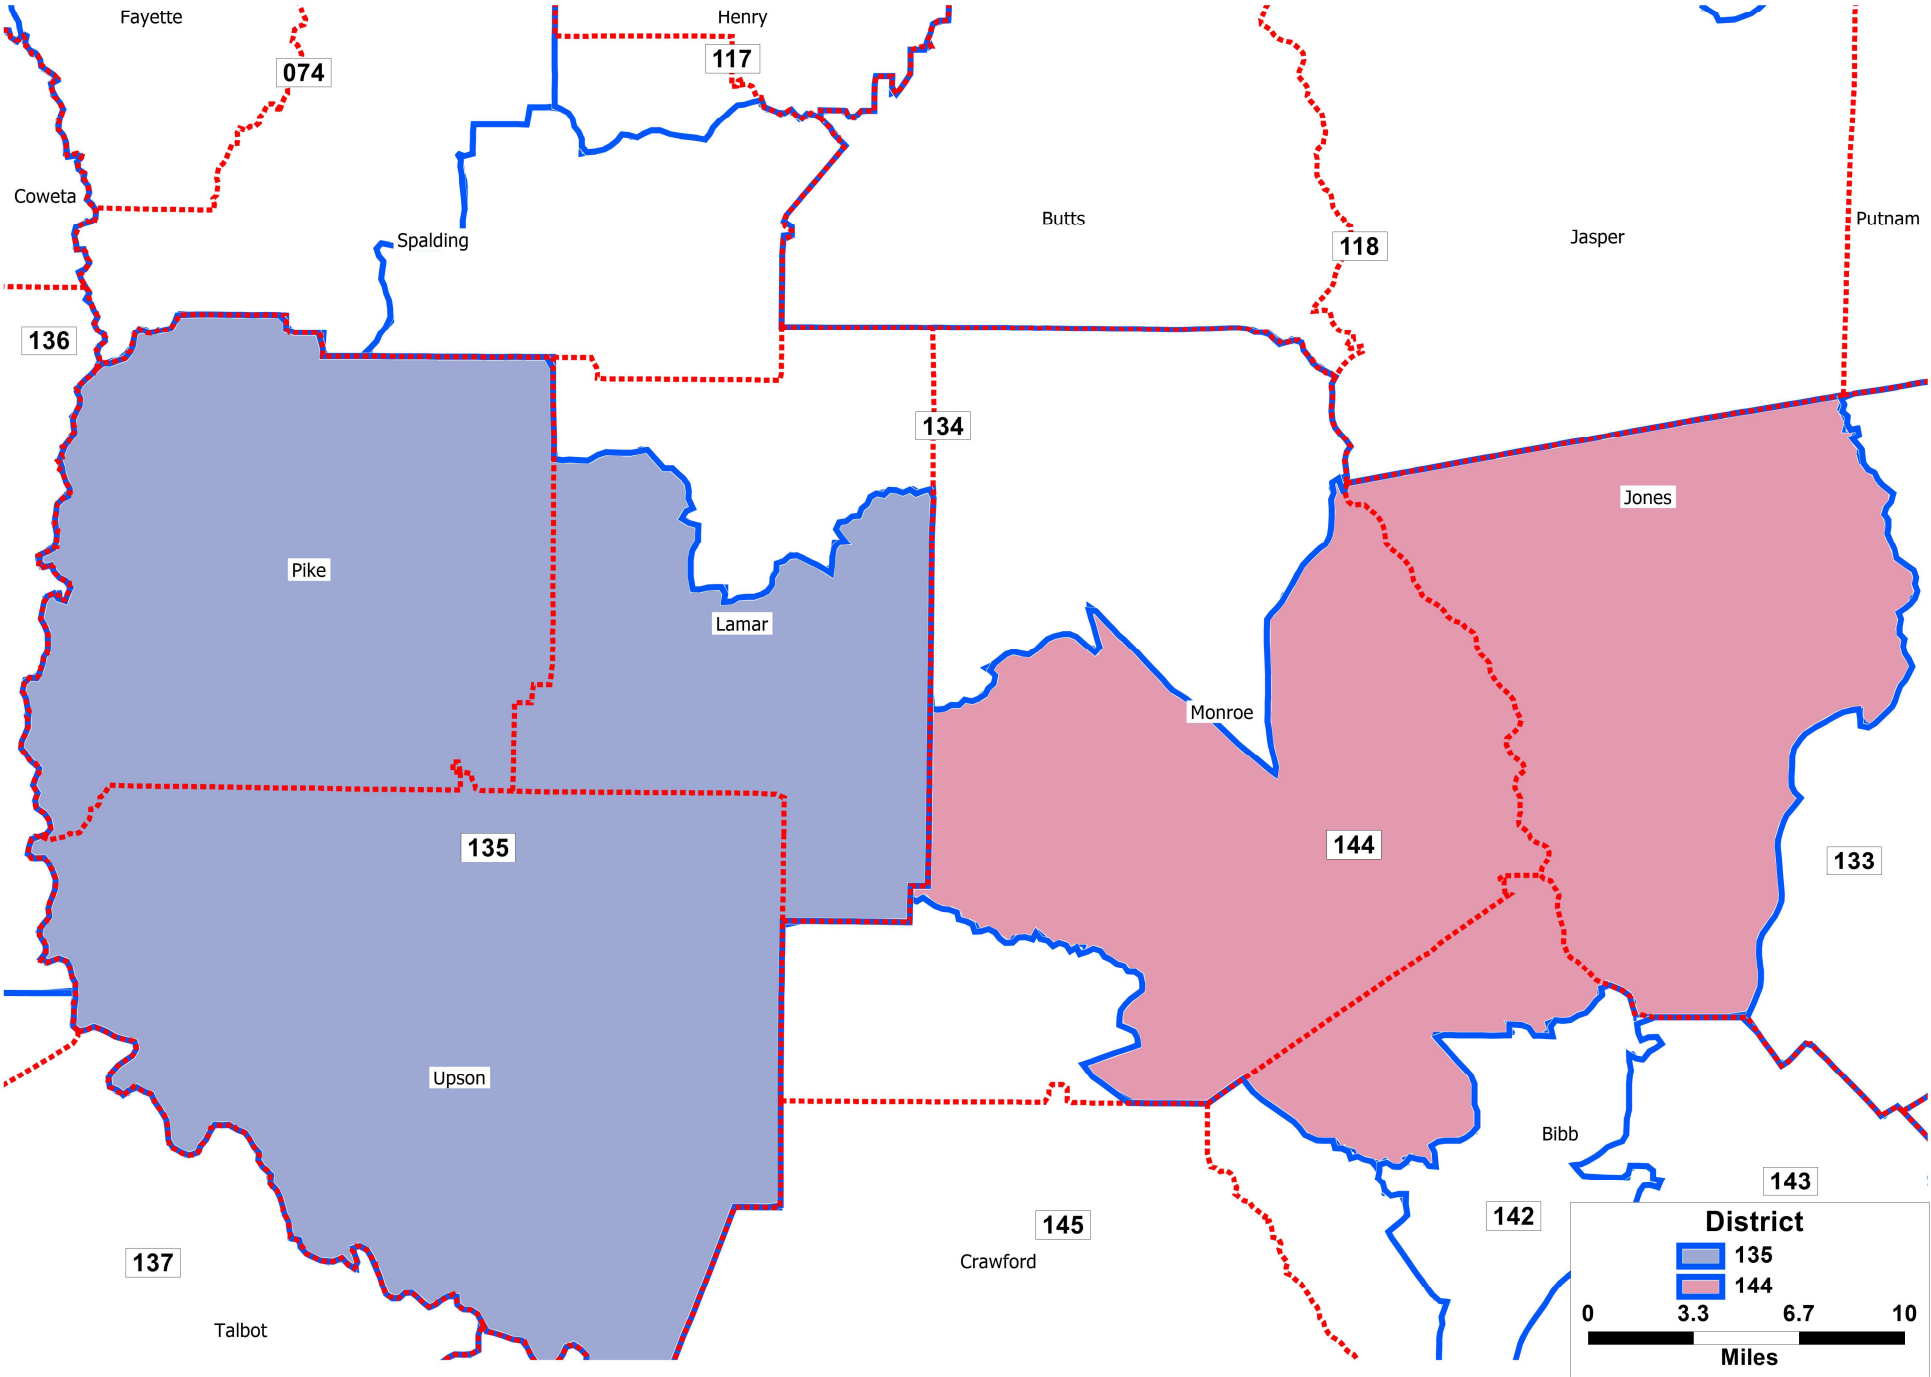 Fayette
Henry
117
074
Coweta
Spalding
Butts
118
Jasper
Putnam
136
134
Jones
Pike
Lamar
Monroe
135
144
133
Upson
Bibb
143
145
142
Crawford
137
Talbot
District
135
144
0 3.3 6.7 10
Miles